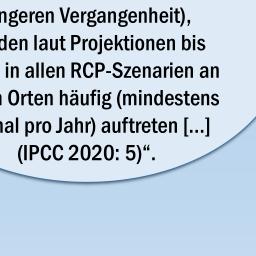 ngeren Vergangenheit),
den laut Projektionen bis
in allen RCP-Szenarien an
Orten häufig (mindestens
al pro Jahr) auftreten [...]
(IPCC 2020: 5)“.